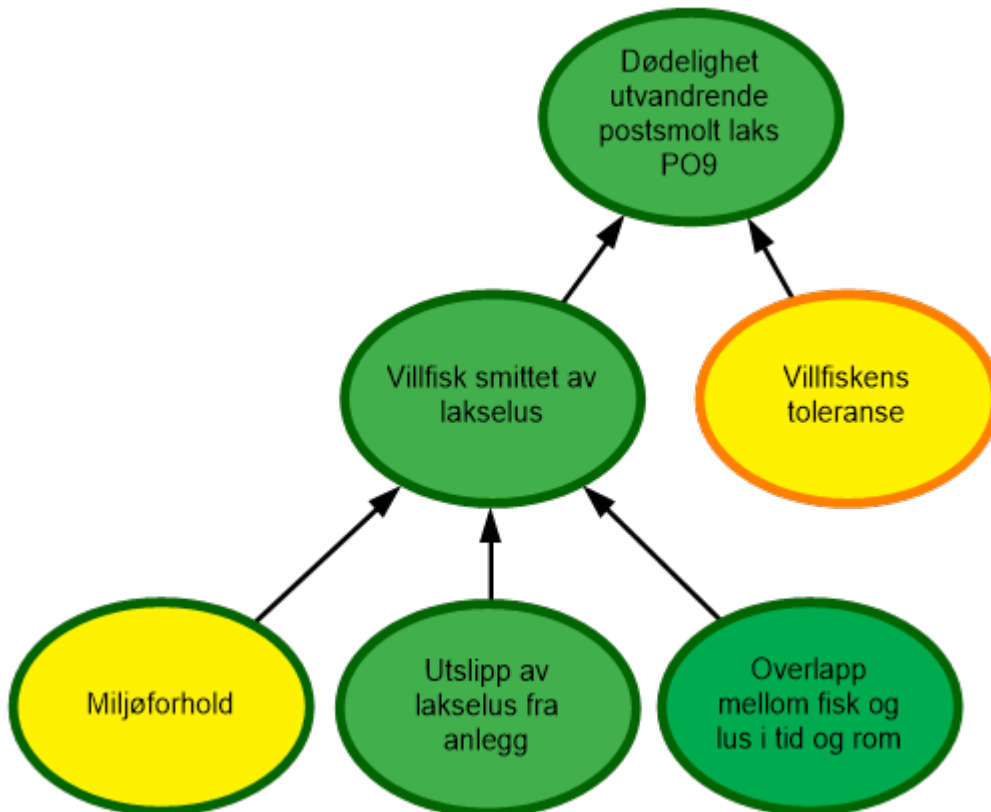 Dødelighet
utvandrende
postsmolt laks
PO9
Villfisk smittet av
lakselus
Villfiskens
toleranse
Miljøforhold
Utslipp av
lakselus fra
anlegg
Overlapp
mellom fisk og
lus i tid og rom